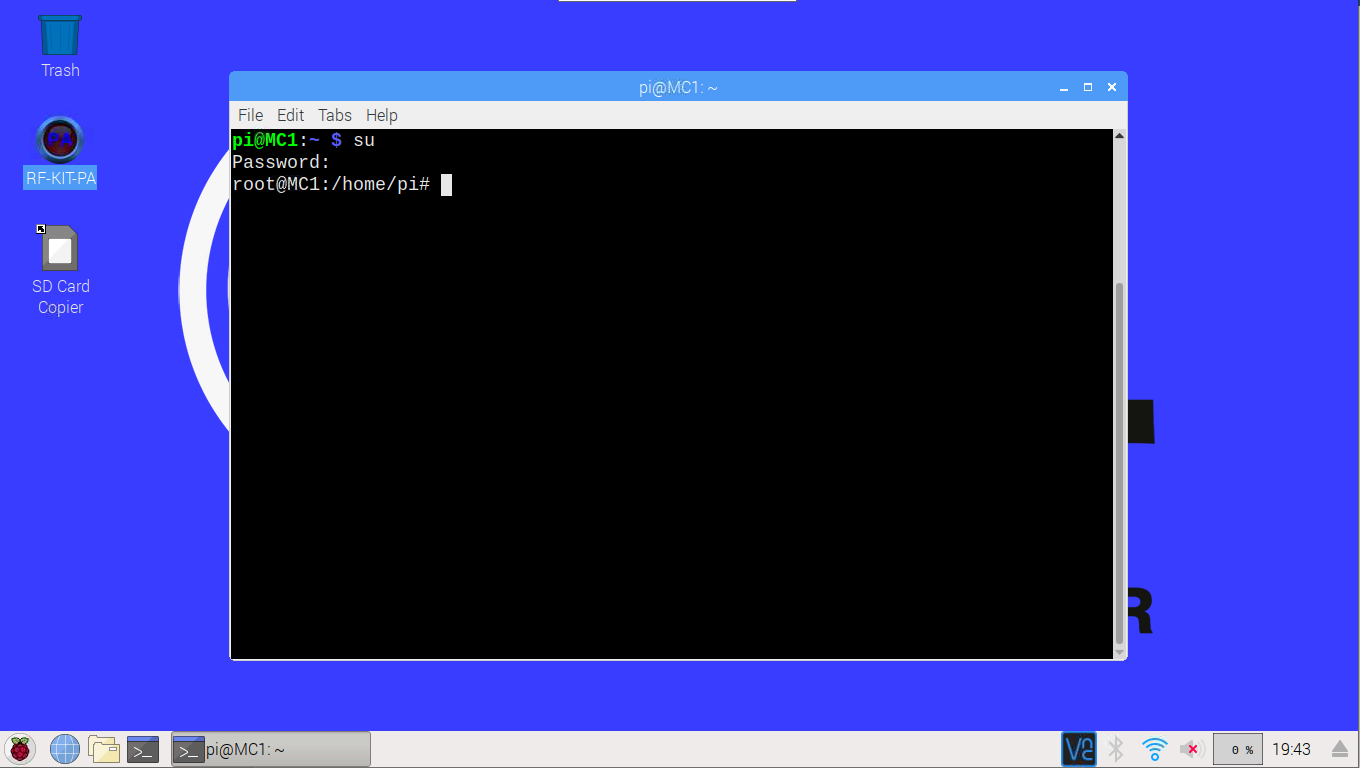 Trash
PA
RF-KIT-PA
SD Card
Copier
pi@MC1: ~
File Edit Tabs Help
pi@MC1:~ $ su
Password:
root@MC1:/home/pi#
R
>_
>_ pi@MC1: ~
0 %
19:43